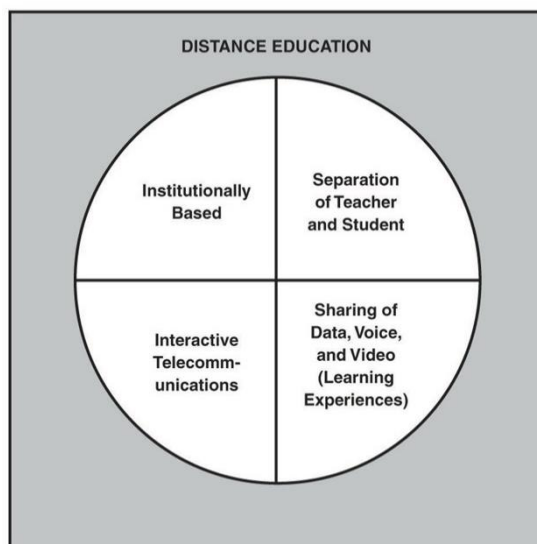 DISTANCE EDUCATION
Institutionally
Based
Separation
of Teacher
and Student
Interactive
Telecomm-
unications
Sharing of
Data, Voice,
and Video
(Learning
Experiences)